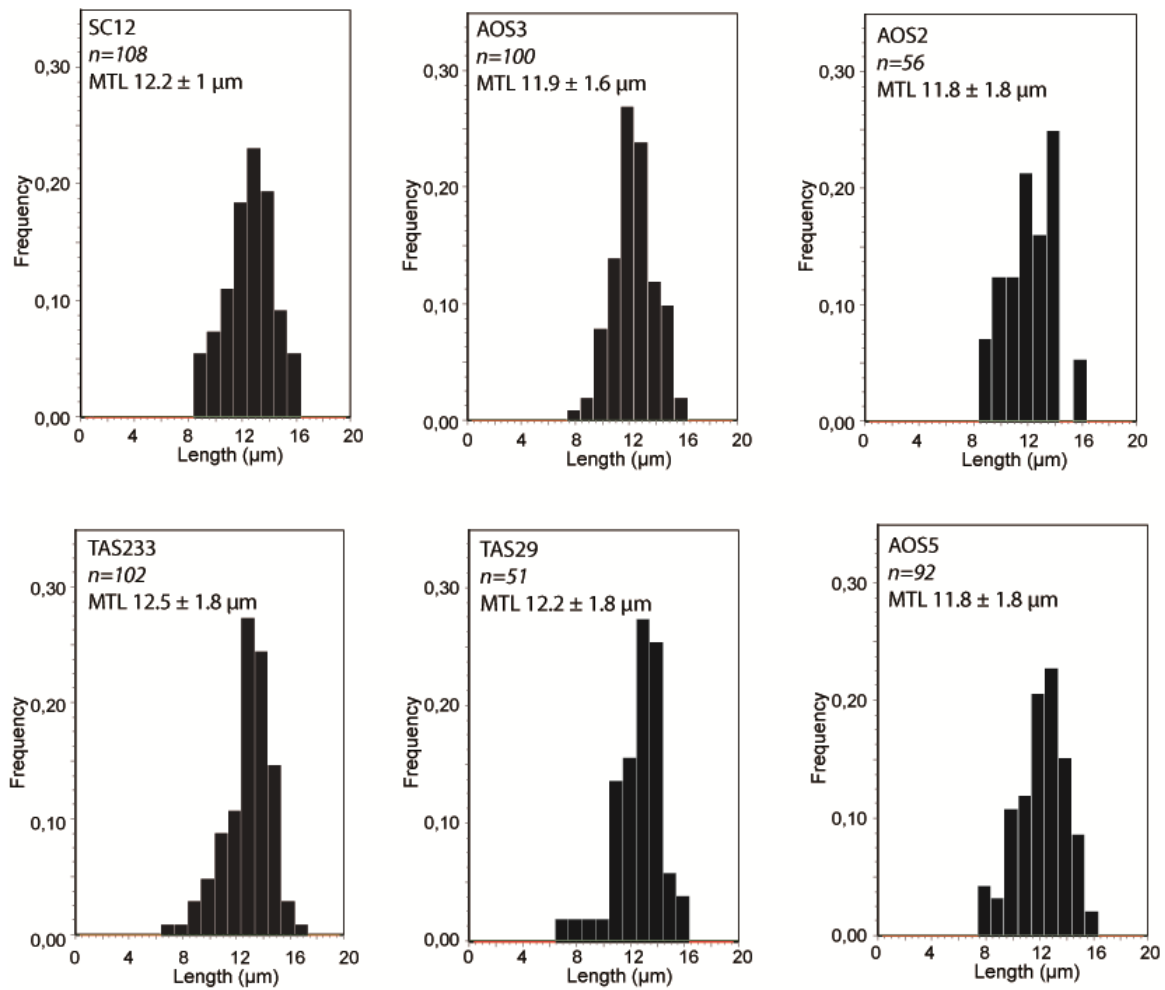 SC12
n=108
MTL 12.2 ± 1 µm
0,30
0,20
0,10
0,00
Frequency
0 4 8 12 16 20
Length (µm)
AOS3
n=100
MTL 11.9 ± 1.6 µm
0,30
0,20
0,10
0,00
Frequency
0 4 8 12 16 20
Length (µm)
AOS2
n=56
MTL 11.8 ± 1.8 µm
0,30
0,20
0,10
0,00
Frequency
0 4 8 12 16 20
Length (µm)
TAS233
n=102
MTL 12.5 ± 1.8 µm
0,30
0,20
0,10
0,00
Frequency
0 4 8 12 16 20
Length (µm)
TAS29
n=51
MTL 12.2 ± 1.8 µm
0,30
0,20
0,10
0,00
Frequency
0 4 8 12 16 20
Length (µm)
AOS5
n=92
MTL 11.8 ± 1.8 µm
0,30
0,20
0,10
0,00
Frequency
0 4 8 12 16 20
Length (µm)